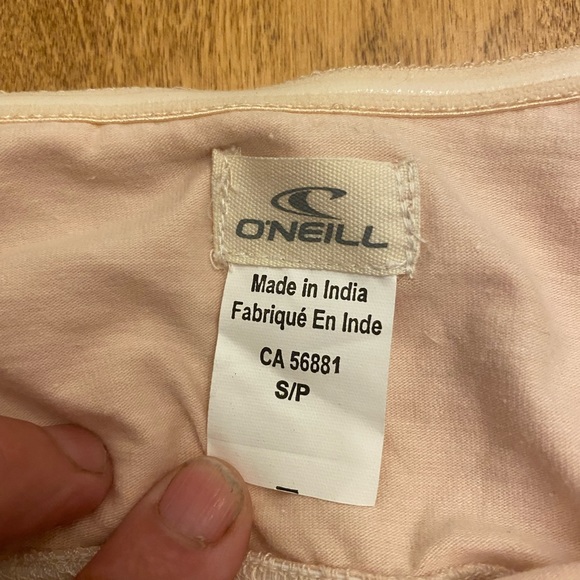 O'NEILL
Made in India
Fabriqué En Inde
CA 56881
S/P